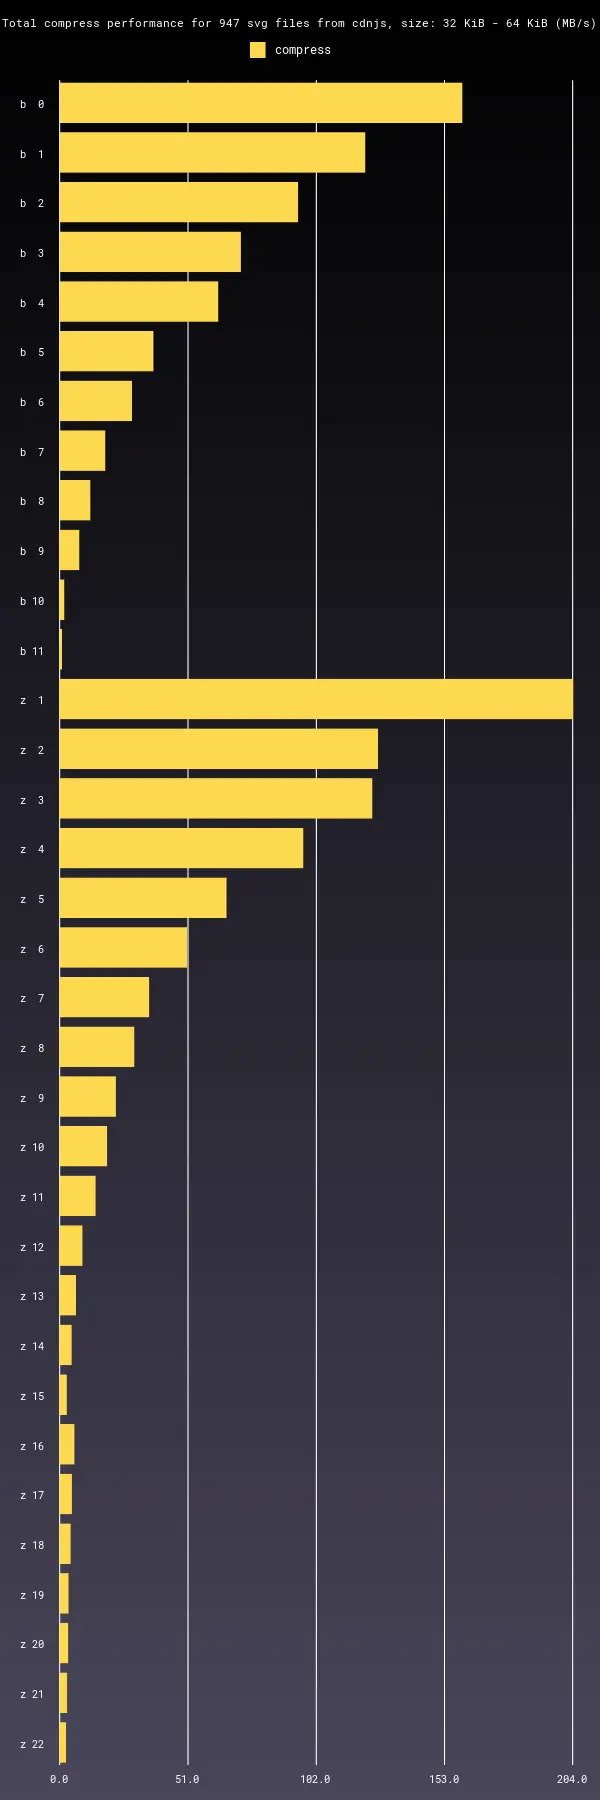 Total compress performance for 947 svg files from cdnjs, size: 32 KiB - 64 KiB (MB/s)
compress
b 0
b 1
b 2
b 3
b 4
b 5
b 6
b 7
b 8
b 9
b 10
b 11
z 1
z 2
z 3
z 4
z 5
z 6
z 7
z 8
z 9
z 10
z 11
z 12
z 13
z 14
z 15
z 16
z 17
z 18
z 19
z 20
z 21
z 22
0.0 51.0 102.0 153.0 204.0